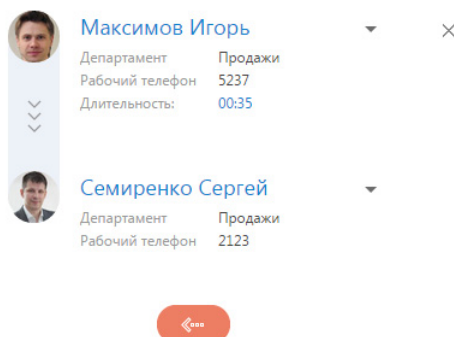 Максимов Игорь
Департамент Продажи
Рабочий телефон 5237
Длительность: 00:35
Семиренко Сергей
Департамент Продажи
Рабочий телефон 2123